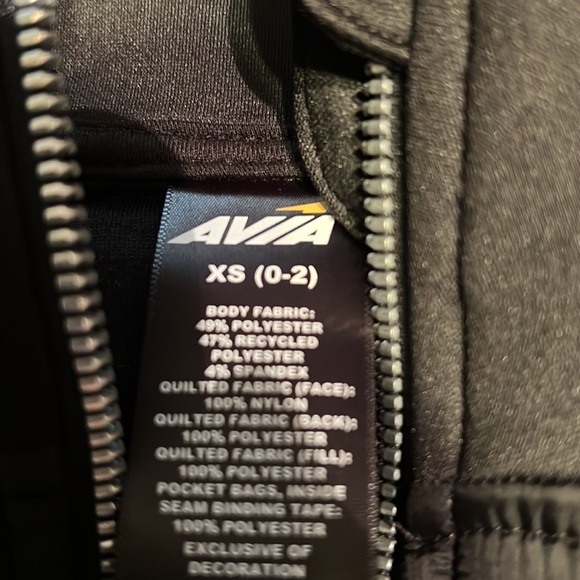 AVIA
XS (0-2)
BODY FABRIC:
49% POLYESTER
47% RECYCLED
POLYESTER
4% SPANDEX
QUILTED FABRIC (FACE):
100% NYLON
QUILTED FABRIC (BACK):
100% POLYESTER
QUILTED FABRIC (FILL):
100% POLYESTER
POCKET BAGS, INSIDE
SEAM BINDING TAPE:
100% POLYESTER
EXCLUSIVE OF
DECORATION